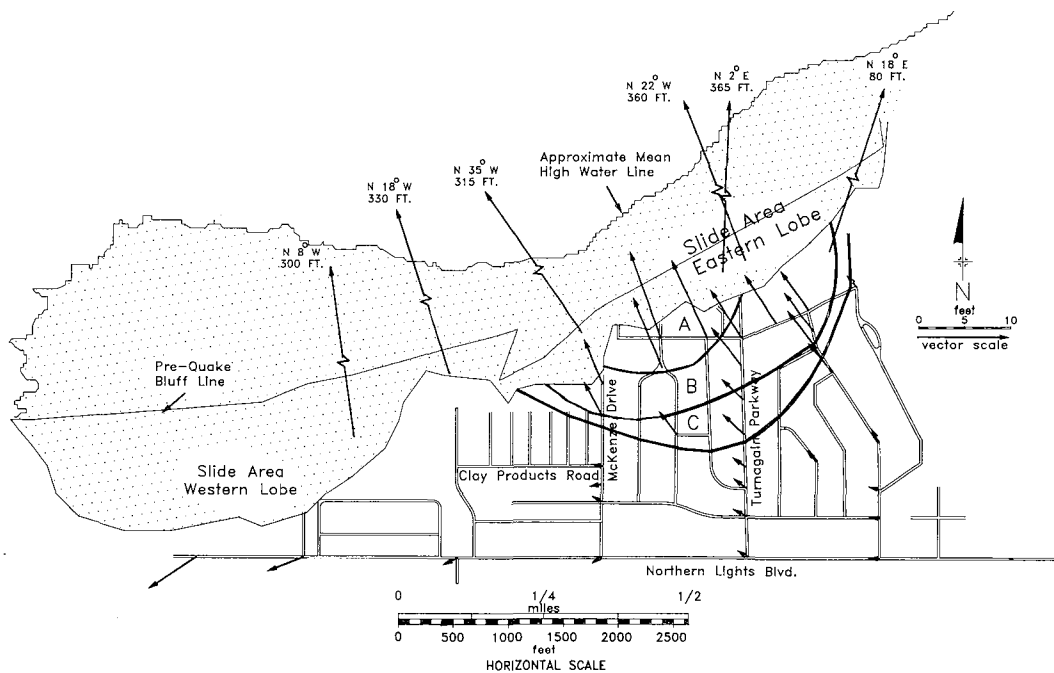 N 18° E
80 FT.
N 2° E
365 FT.
N 22° W
360 FT.
Approximate Mean
High Water Line
N 35° W
315 FT.
N 18° W
330 FT.
N 8° W
300 FT.
Slide Area
Eastern Lobe
N
feet
0 5 10
vector scale
A
B
C
Pre-Quake
Bluff Line
McKenzie Drive
Turnagain Parkway
Slide Area
Western Lobe
Clay Products Road
Northern Lights Blvd.
0 1/4 1/2
miles
0 500 1000 1500 2000 2500
feet
HORIZONTAL SCALE